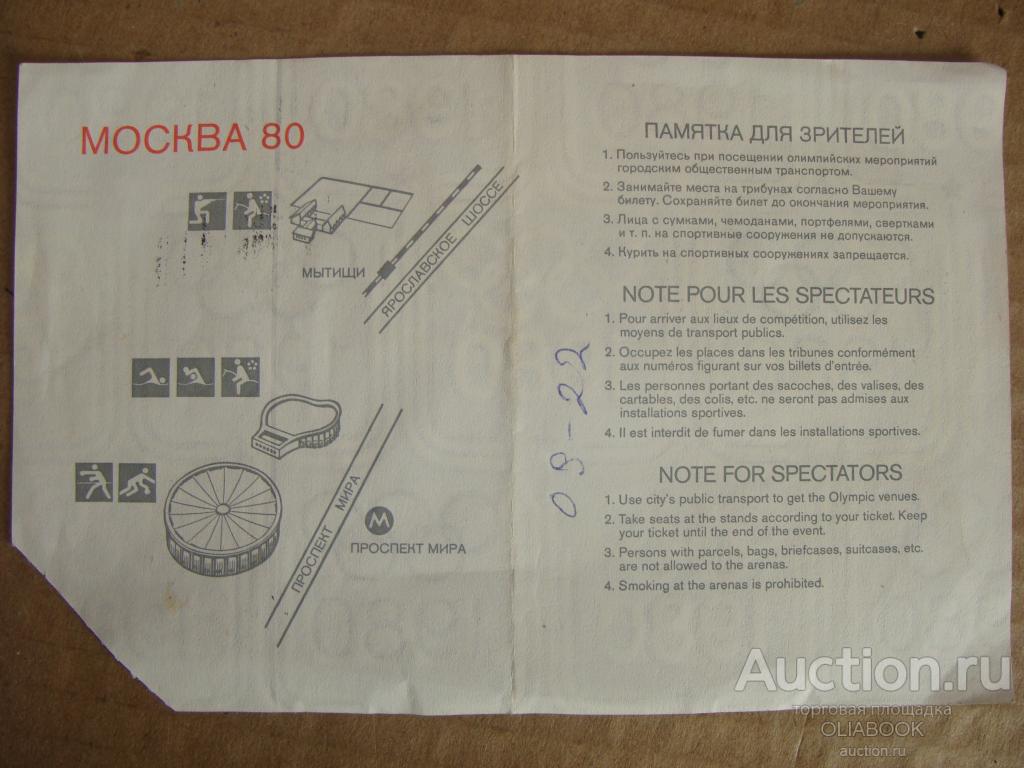 МОСКВА 80
МЫТИЩИ
ЯРОСЛАВСКОЕ ШОССЕ
ПРОСПЕКТ МИРА
М
ПРОСПЕКТ МИРА
ПАМЯТКА ДЛЯ ЗРИТЕЛЕЙ
1. Пользуйтесь при посещении олимпийских мероприятий
городским общественным транспортом.
2. Занимайте места на трибунах согласно Вашему
билету. Сохраняйте билет до окончания мероприятия.
3. Лица с сумками, чемоданами, портфелями, свертками
и т. п. на спортивные сооружения не допускаются.
4. Курить на спортивных сооружениях запрещается.
NOTE POUR LES SPECTATEURS
1. Pour arriver aux lieux de compétition, utilisez les
moyens de transport publics.
2. Occupez les places dans les tribunes conformément
aux numéros figurant sur vos billets d'entrée.
3. Les personnes portant des sacoches, des valises, des
cartables, des colis, etc. ne seront pas admises aux
installations sportives.
4. Il est interdit de fumer dans les installations sportives.
09-22
NOTE FOR SPECTATORS
1. Use city's public transport to get the Olympic venues.
2. Take seats at the stands according to your ticket. Keep
your ticket until the end of the event.
3. Persons with parcels, bags, briefcases, suitcases, etc.
are not allowed to the arenas.
4. Smoking at the arenas is prohibited.
Auction.ru
торговая площадка
OLIABOOK
auction.ru